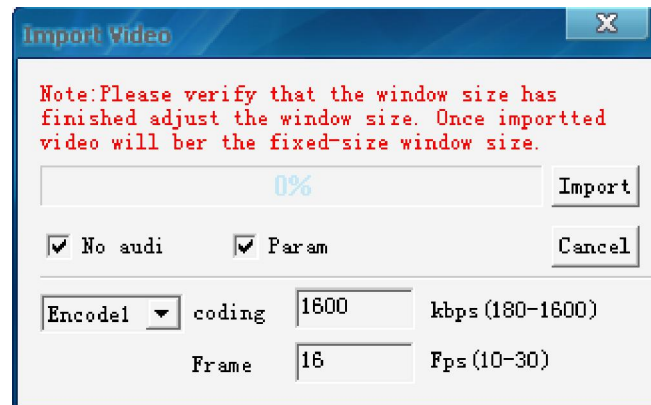 Import Video
Note:Please verify that the window size has
finished adjust the window size. Once importted
video will ber the fixed-size window size.
0%
Import
No audi
Param
Cancel
Encode1
coding
1600
kbps(180-1600)
Frame
16
Fps(10-30)